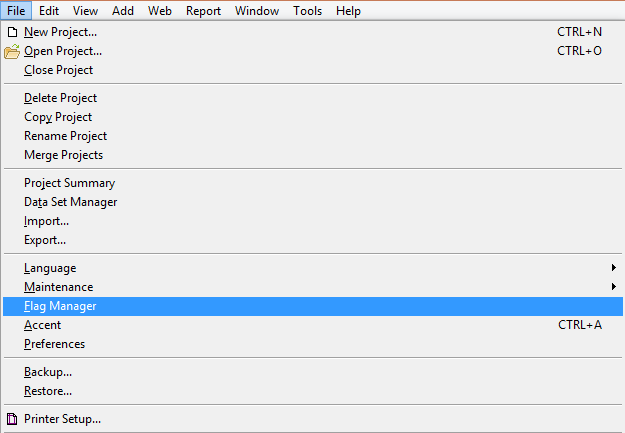 File Edit View Add Web Report Window Tools Help
New Project... CTRL+N
Open Project... CTRL+O
Close Project
Delete Project
Copy Project
Rename Project
Merge Projects
Project Summary
Data Set Manager
Import...
Export...
Language
Maintenance
Flag Manager
Accent CTRL+A
Preferences
Backup...
Restore...
Printer Setup...